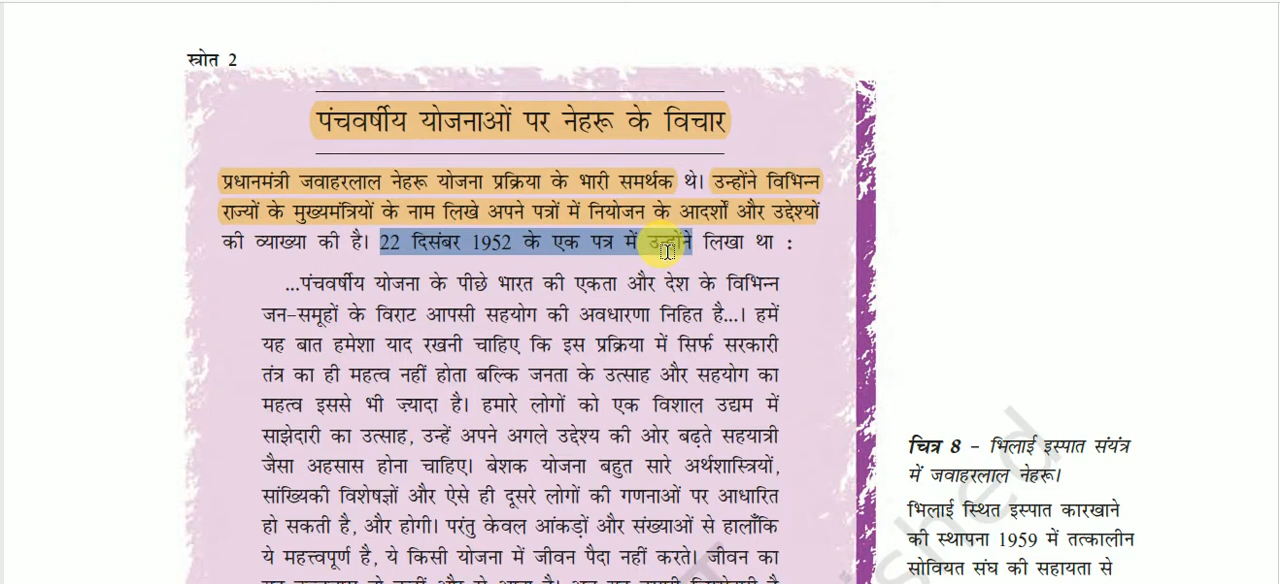 स्त्रोत 2
पंचवर्षीय योजनाओं पर नेहरू के विचार
प्रधानमंत्री जवाहरलाल नेहरू योजना प्रक्रिया के भारी समर्थक थे। उन्होंने विभिन्न
राज्यों के मुख्यमंत्रियों के नाम लिखे अपने पत्रों में नियोजन के आदर्शों और उद्देश्यों
की व्याख्या की है। 22 दिसंबर 1952 के एक पत्र में उन्होंने लिखा था :
...पंचवर्षीय योजना के पीछे भारत की एकता और देश के विभिन्न
जन-समूहों के विराट आपसी सहयोग की अवधारणा निहित है...। हमें
यह बात हमेशा याद रखनी चाहिए कि इस प्रक्रिया में सिर्फ सरकारी
तंत्र का ही महत्व नहीं होता बल्कि जनता के उत्साह और सहयोग का
महत्व इससे भी ज्यादा है। हमारे लोगों को एक विशाल उद्यम में
साझेदारी का उत्साह, उन्हें अपने अगले उद्देश्य की ओर बढ़ते सहयात्री
जैसा अहसास होना चाहिए। बेशक योजना बहुत सारे अर्थशास्त्रियों,
सांख्यिकी विशेषज्ञों और ऐसे ही दूसरे लोगों की गणनाओं पर आधारित
हो सकती है, और होगी। परंतु केवल आंकड़ों और संख्याओं से हालाँकि
ये महत्त्वपूर्ण है, ये किसी योजना में जीवन पैदा नहीं करते। जीवन का
चित्र 8 – भिलाई इस्पात संयंत्र
में जवाहरलाल नेहरू।
भिलाई स्थित इस्पात कारखाने
की स्थापना 1959 में तत्कालीन
सोवियत संघ की सहायता से